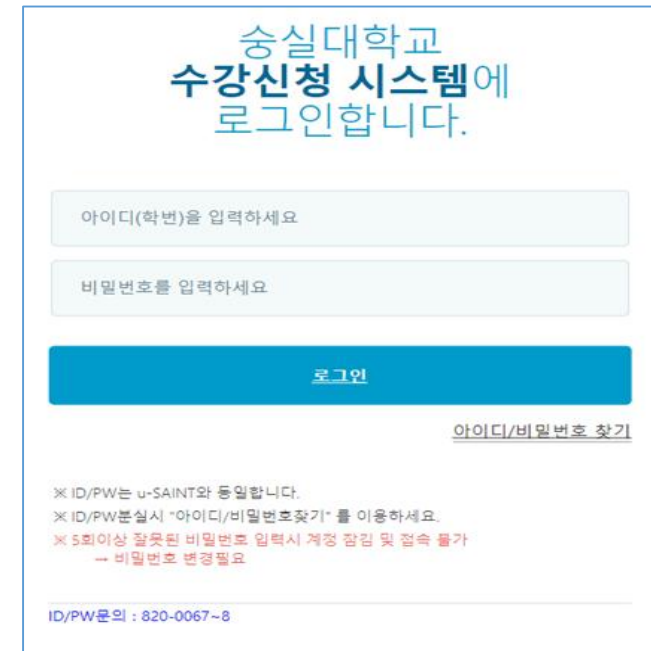 숭실대학교
수강신청 시스템에
로그인합니다.
아이디(학번)을 입력하세요
비밀번호를 입력하세요
로그인
아이디/비밀번호 찾기
※ ID/PW는 u-SAINT와 동일합니다.
※ ID/PW분실시 "아이디/비밀번호찾기" 를 이용하세요.
※ 5회이상 잘못된 비밀번호 입력시 계정 잠김 및 접속 불가
→ 비밀번호 변경필요
ID/PW문의 : 820-0067~8